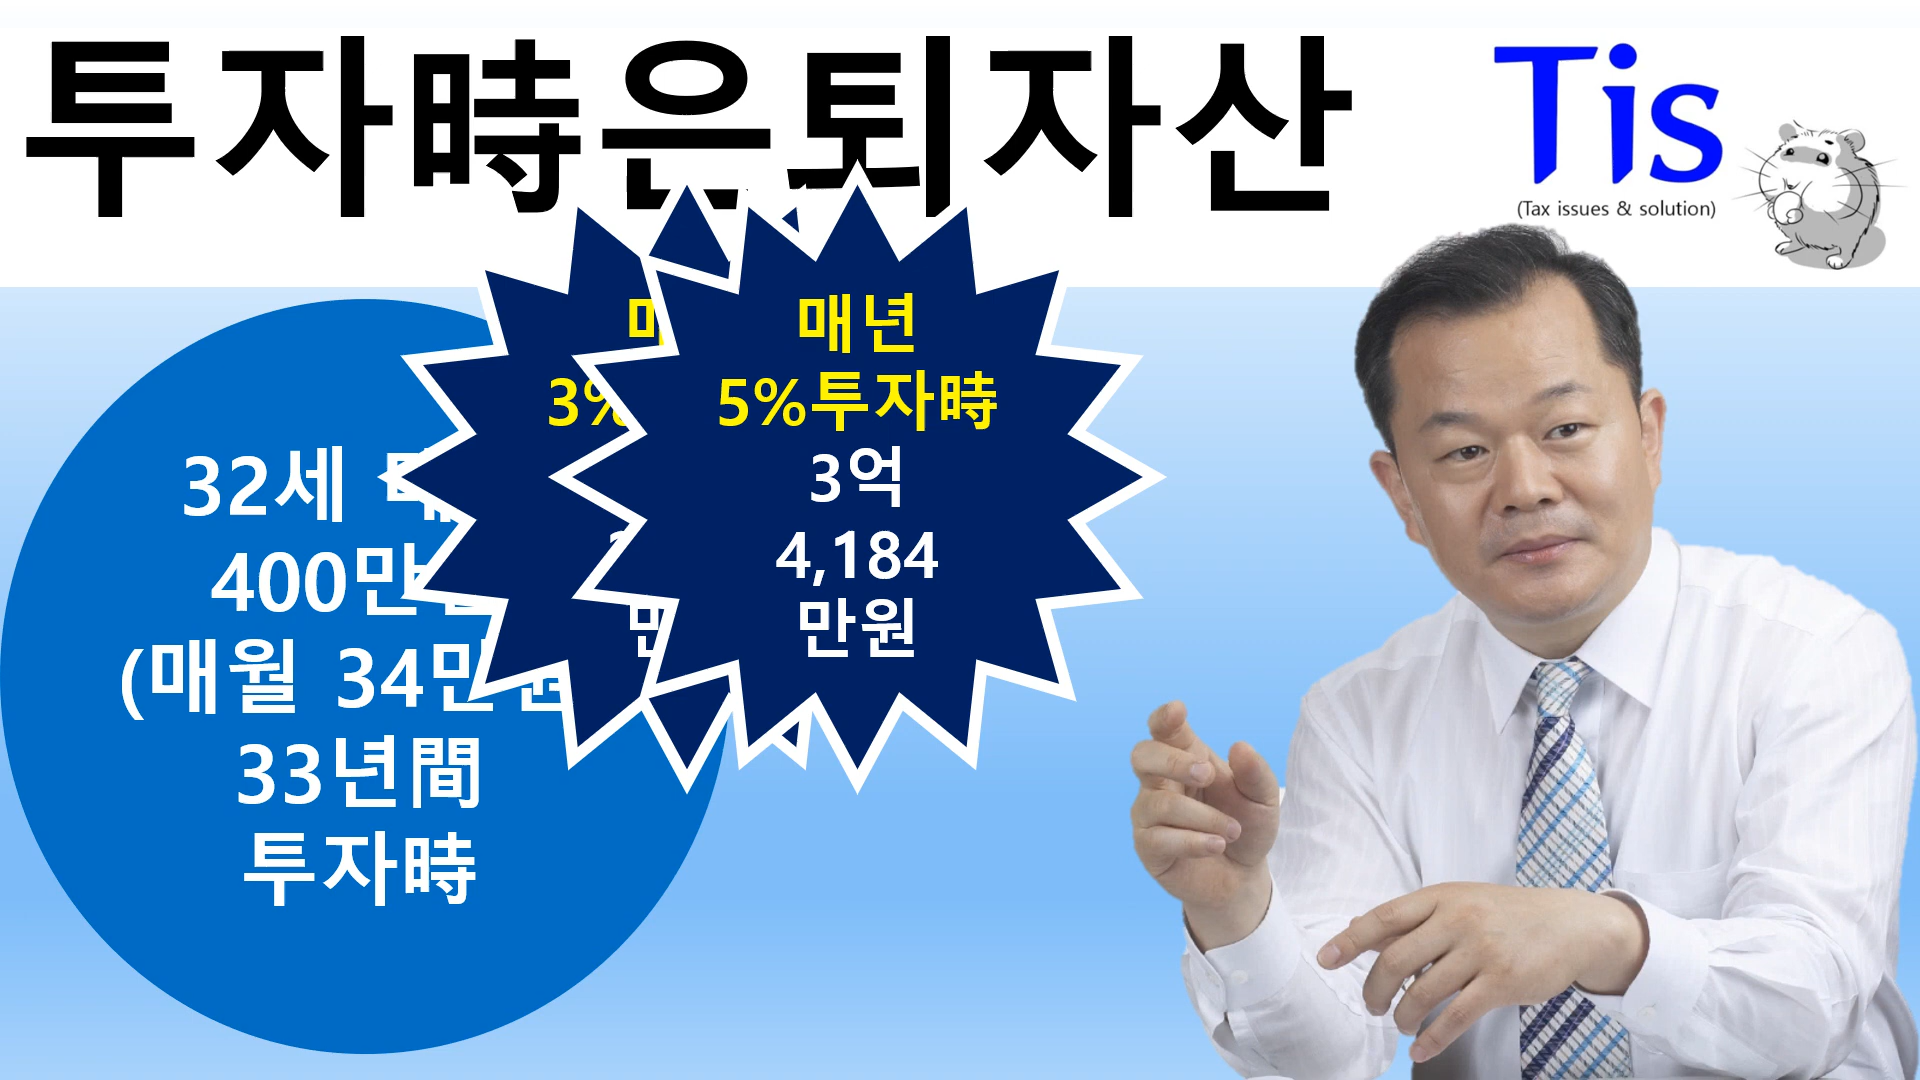 투자時은퇴자산
Tis
(Tax issues & solution)
32세
400만
(매월 34만원
33년間
투자時
3%
매년
5%투자時
3억
4,184
만원